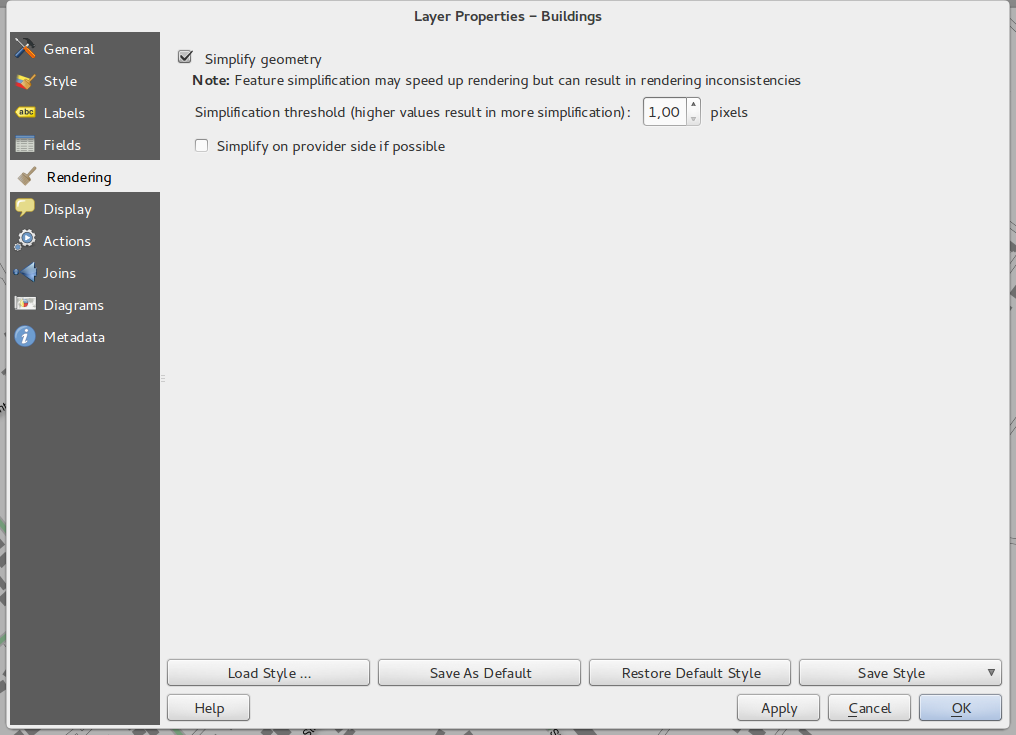 Layer Properties – Buildings
General
Style
abc Labels
Fields
Rendering
Display
Actions
Joins
Diagrams
Metadata
Simplify geometry
Note: Feature simplification may speed up rendering but can result in rendering inconsistencies
Simplification threshold (higher values result in more simplification): 1,00 pixels
Simplify on provider side if possible
Load Style ... Save As Default Restore Default Style Save Style
Help Apply Cancel OK